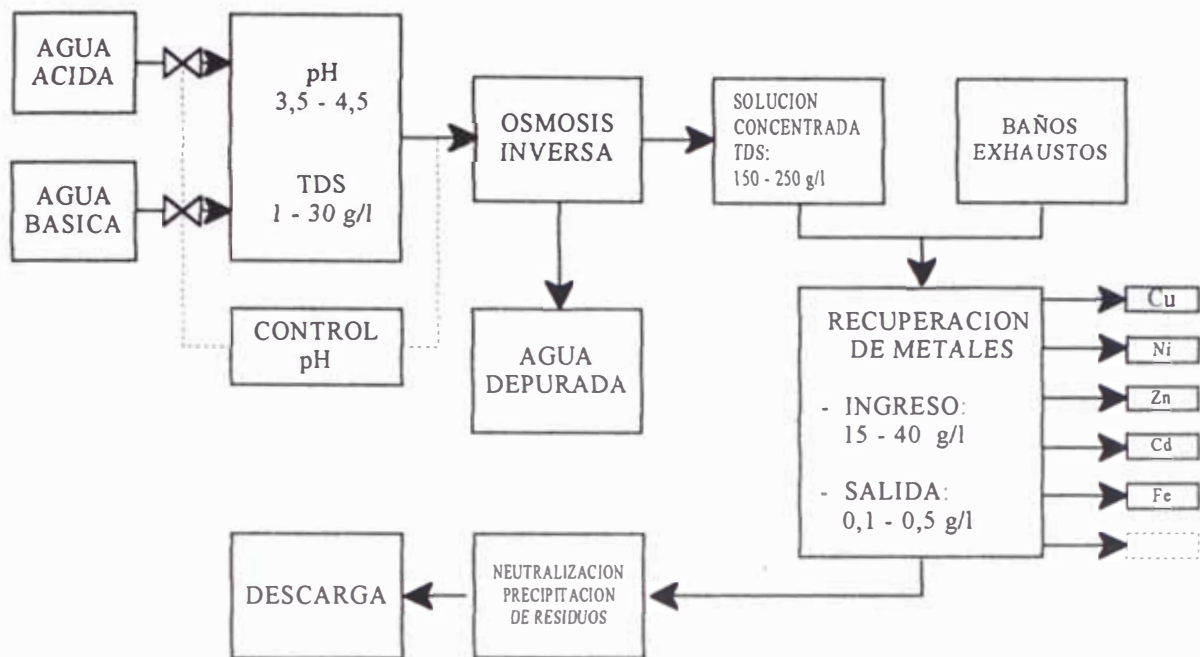 AGUA
ACIDA
pH
3,5 - 4,5
TDS
1 - 30 g/l
AGUA
BASICA
CONTROL
pH
OSMOSIS
INVERSA
AGUA
DEPURADA
SOLUCION
CONCENTRADA
TDS:
150 - 250 g/l
BAÑOS
EXHAUSTOS
RECUPERACION
DE METALES
- INGRESO:
15 - 40 g/l
- SALIDA:
0,1 - 0,5 g/l
Cu
Ni
Zn
Cd
Fe
NEUTRALIZACION
PRECIPITACION
DE RESIDUOS
DESCARGA